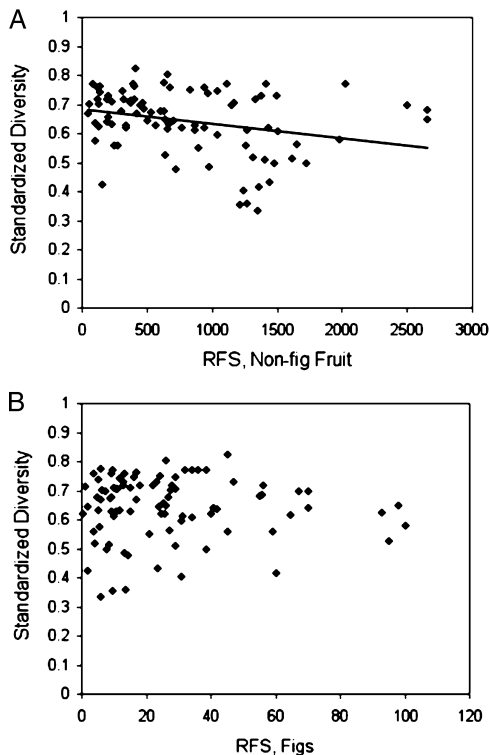 A
1
0.9
0.8
0.7
0.6
0.5
0.4
0.3
0.2
0.1
0
Standardized Diversity
0 500 1000 1500 2000 2500 3000
RFS, Non-fig Fruit
B
1
0.9
0.8
0.7
0.6
0.5
0.4
0.3
0.2
0.1
0
Standardized Diversity
0 20 40 60 80 100 120
RFS, Figs